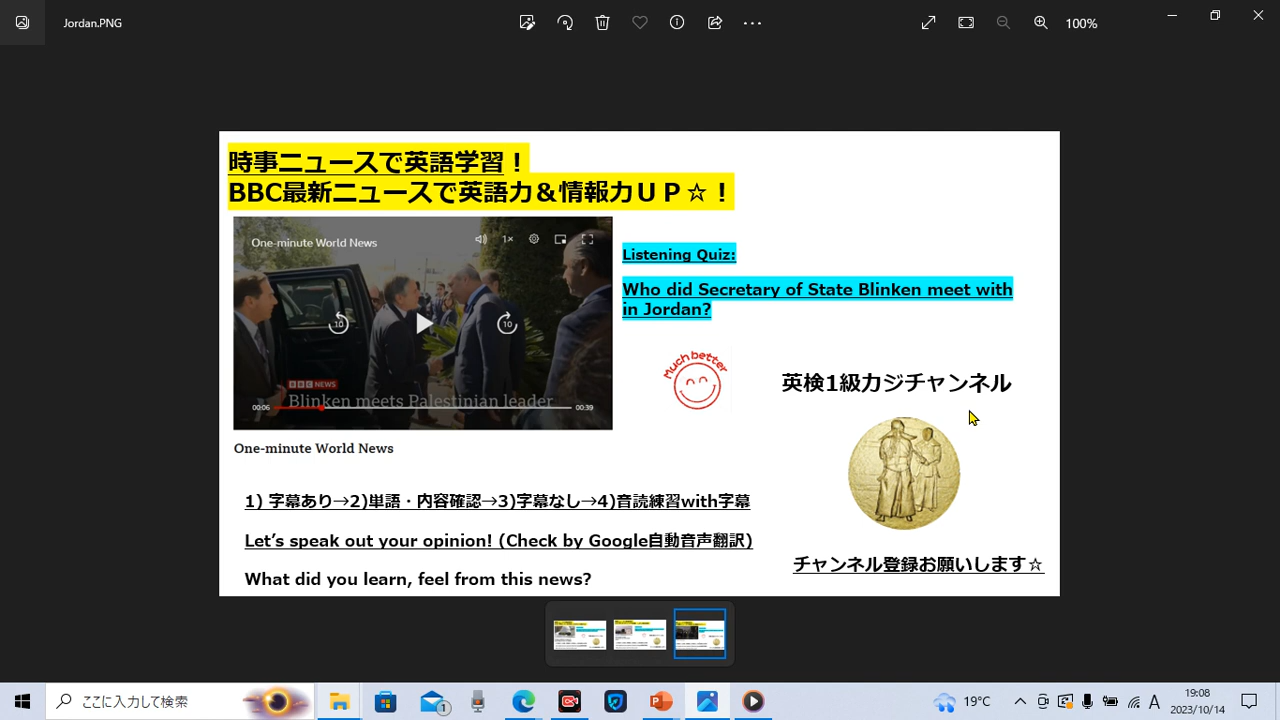 Jordan.PNG
100%
時事ニュースで英語学習！
BBC最新ニュースで英語力＆情報力ＵＰ☆！
One-minute World News
1×
10
10
BBC NEWS
Blinken meets Palestinian leader
00:06
00:39
One-minute World News
Listening Quiz:
Who did Secretary of State Blinken meet with
in Jordan?
Much better
英検1級カジチャンネル
1) 字幕あり→2)単語・内容確認→3)字幕なし→4)音読練習with字幕
Let’s speak out your opinion! (Check by Google自動音声翻訳)
What did you learn, feel from this news?
チャンネル登録お願いします☆
ここに入力して検索
1
19°C
A
19:08
2023/10/14